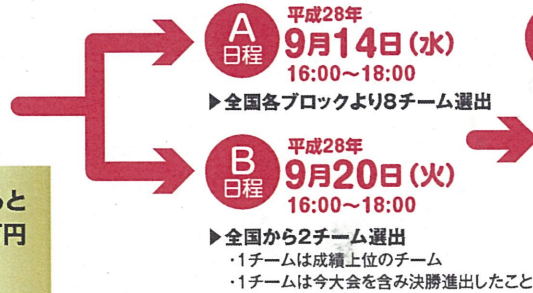 A
日程
平成28年
9月14日(水)
16:00~18:00
▶全国各ブロックより8チーム選出
B
日程
平成28年
9月20日(火)
16:00~18:00
▶全国から2チーム選出
・1チームは成績上位のチーム
・1チームは今大会を含み決勝進出したこと
と
円